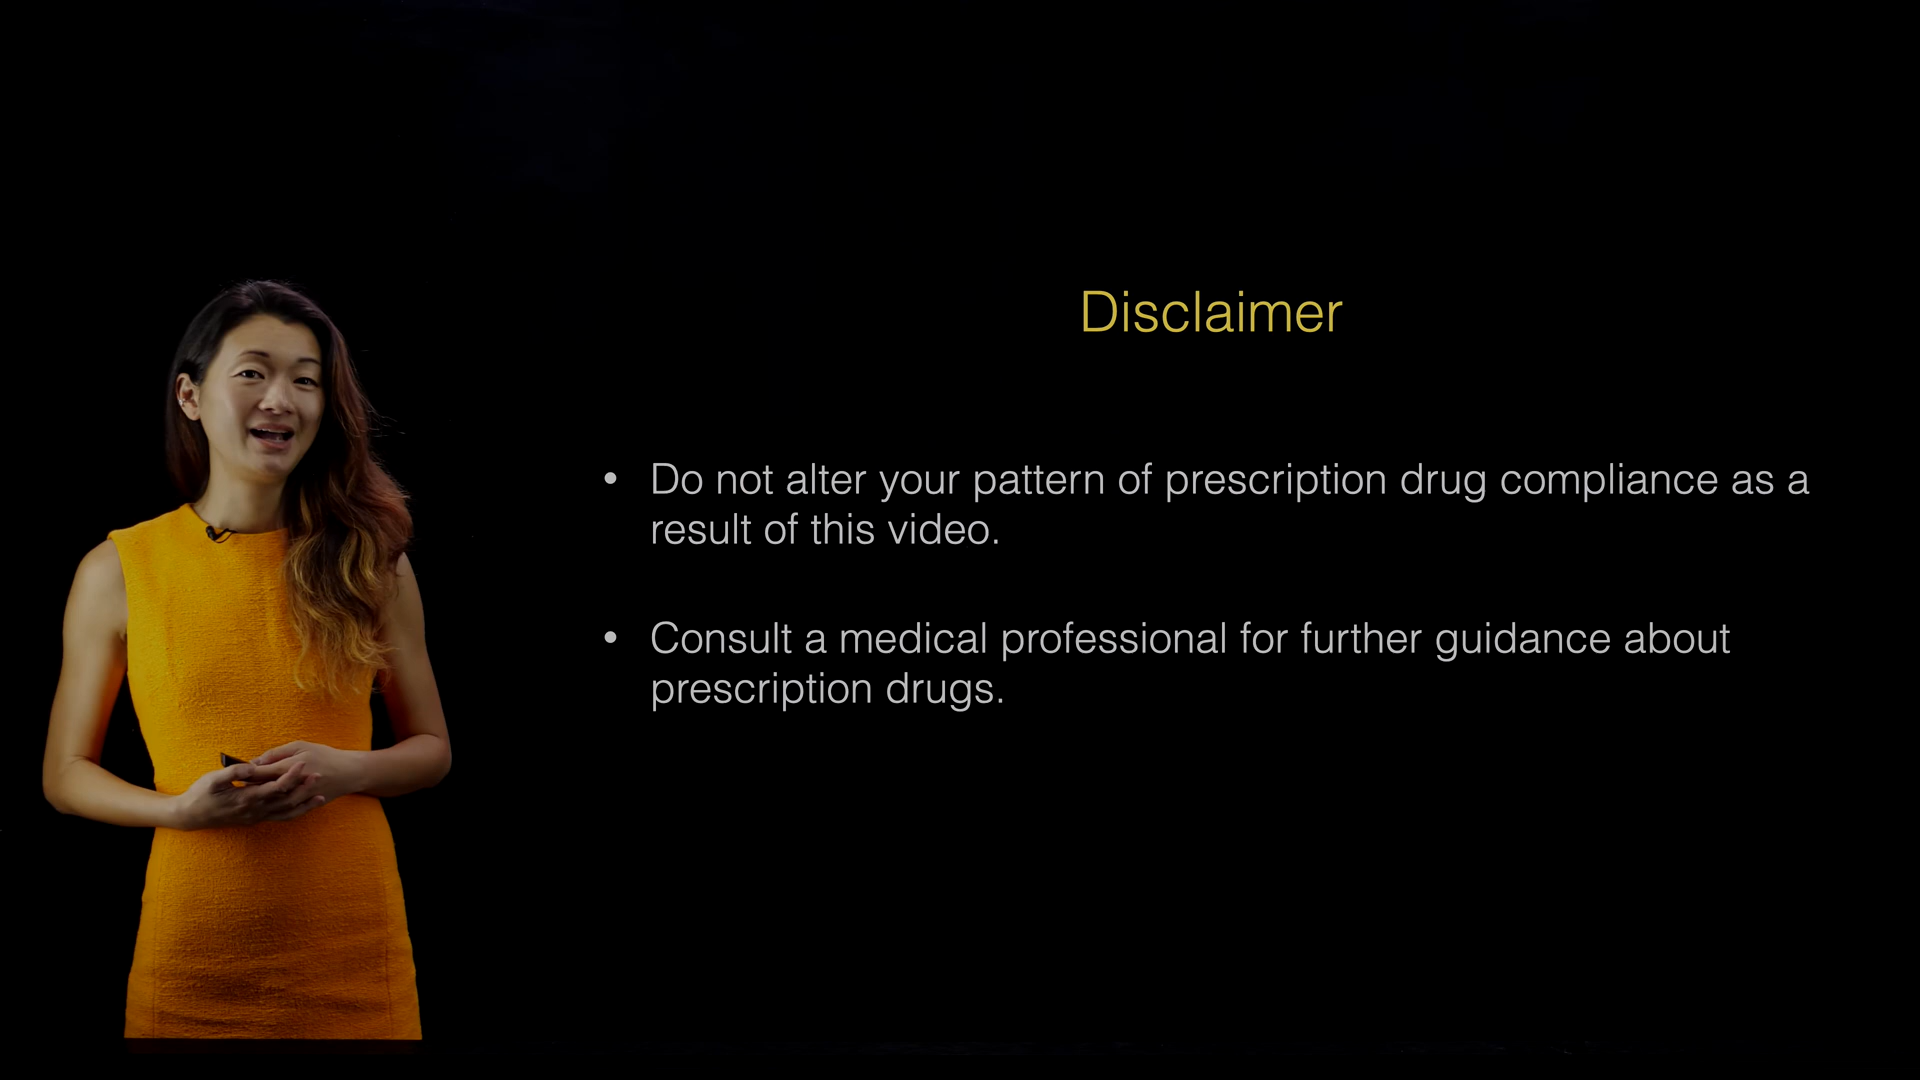 Disclaimer
• Do not alter your pattern of prescription drug compliance as a
result of this video.
• Consult a medical professional for further guidance about
prescription drugs.